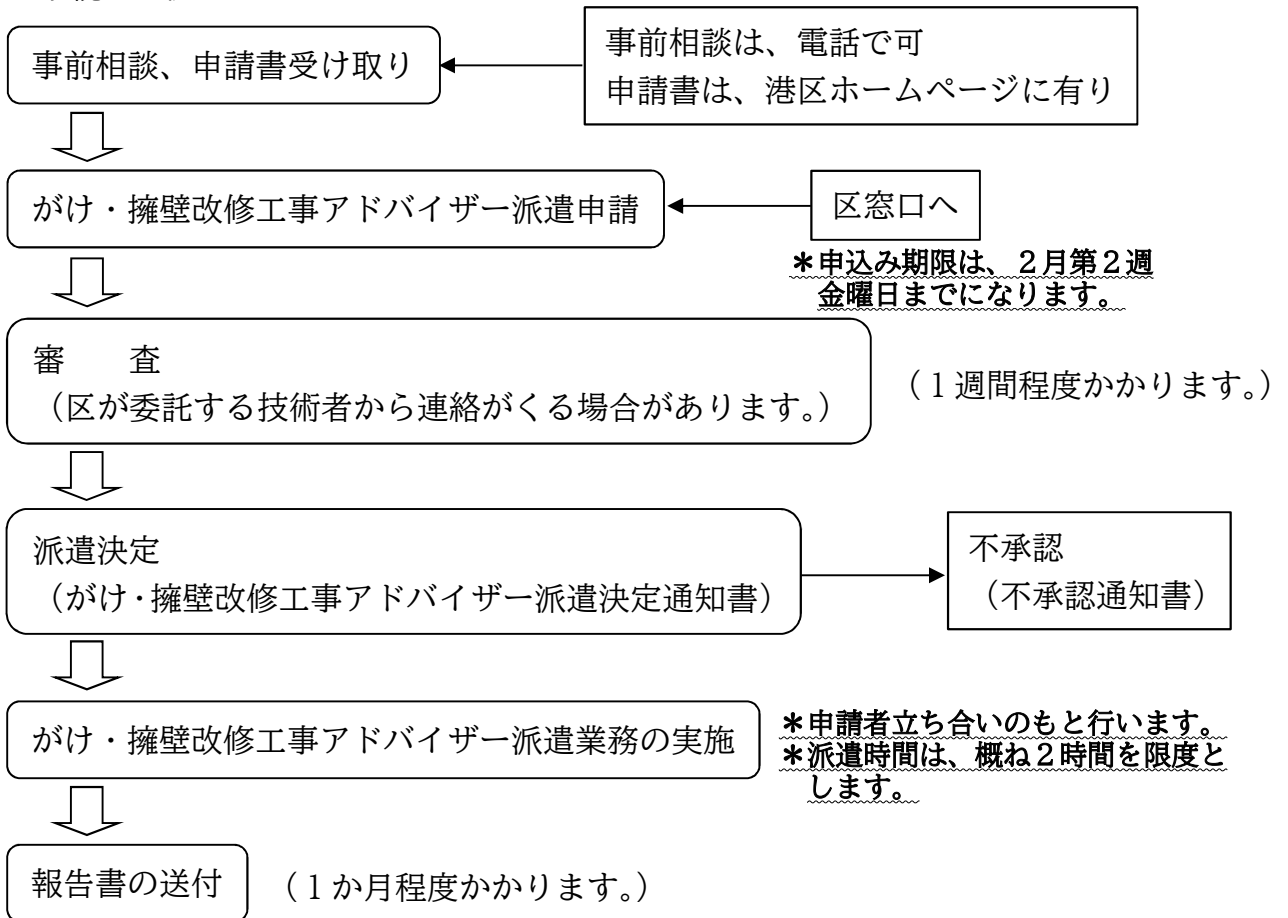 事前相談、申請書受け取り
事前相談は、電話で可
申請書は、港区ホームページに有り
がけ・擁壁改修工事アドバイザー派遣申請
区窓口へ
＊申込み期限は、２月第２週
金曜日までになります。
審　　査
（区が委託する技術者から連絡がくる場合があります。）
（１週間程度かかります。）
派遣決定
（がけ・擁壁改修工事アドバイザー派遣決定通知書）
不承認
（不承認通知書）
がけ・擁壁改修工事アドバイザー派遣業務の実施
＊申請者立ち合いのもと行います。
＊派遣時間は、概ね２時間を限度と
します。
報告書の送付
（１か月程度かかります。）